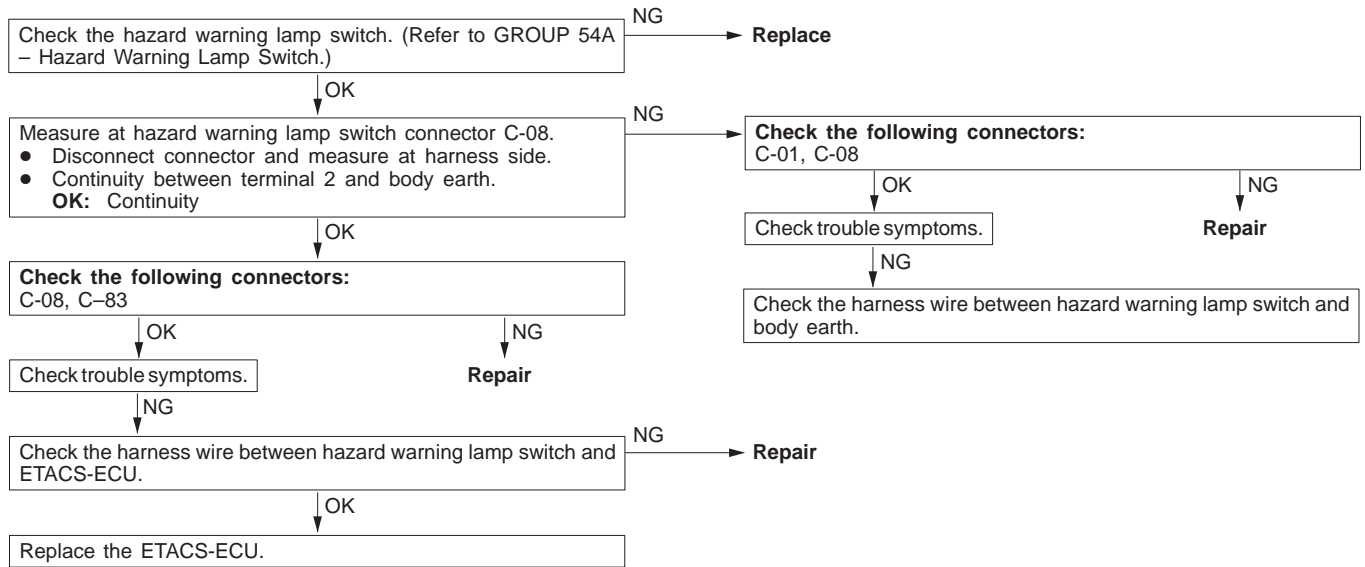 Check the hazard warning lamp switch. (Refer to GROUP 54A
– Hazard Warning Lamp Switch.)
NG
Replace
OK
Measure at hazard warning lamp switch connector C-08.
● Disconnect connector and measure at harness side.
● Continuity between terminal 2 and body earth.
OK: Continuity
NG
Check the following connectors:
C-01, C-08
OK
NG
Check trouble symptoms.
Repair
NG
Check the harness wire between hazard warning lamp switch and
body earth.
OK
Check the following connectors:
C-08, C–83
OK
NG
Check trouble symptoms.
Repair
NG
Check the harness wire between hazard warning lamp switch and
ETACS-ECU.
NG
Repair
OK
Replace the ETACS-ECU.